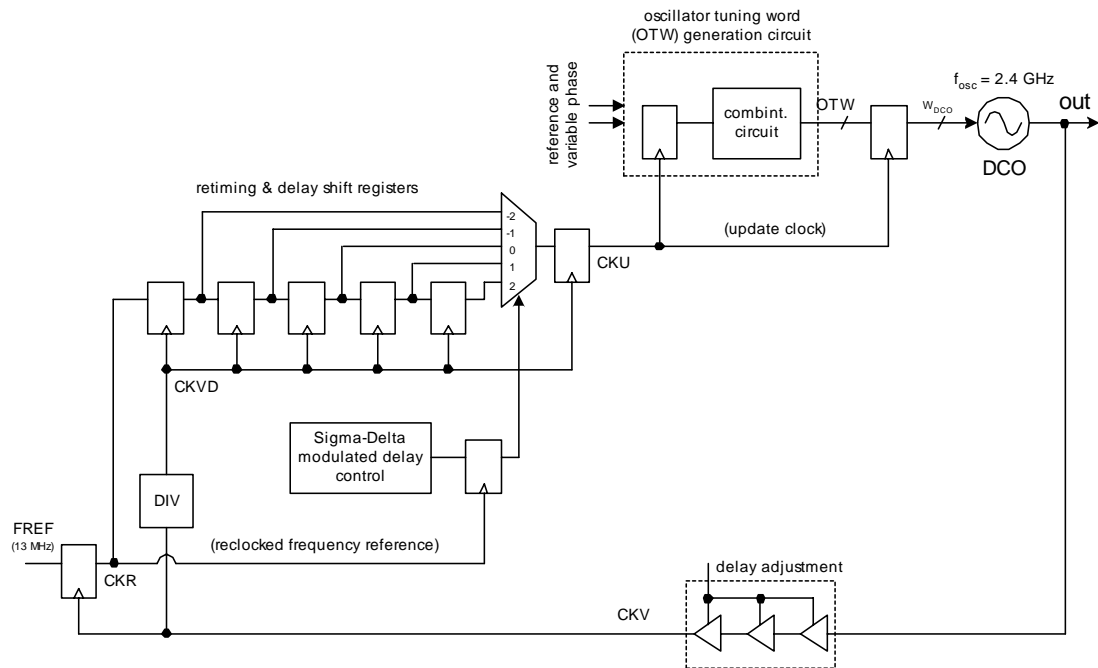 oscillator tuning word
(OTW) generation circuit
reference and
variable phase
combint.
circuit
OTW
W_DCO
f_osc = 2.4 GHz
out
DCO
retiming & delay shift registers
-2
-1
0
1
2
CKU
(update clock)
CKVD
Sigma-Delta
modulated delay
control
DIV
FREF
(13 MHz)
(reclocked frequency reference)
CKR
CKV
delay adjustment